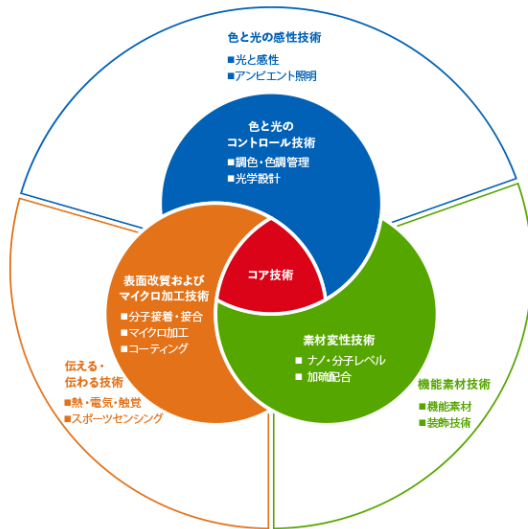 色と光の感性技術
■光と感性
■アンビエント照明
色と光の
コントロール技術
■調色・色調管理
■光学設計
コア技術
表面改質および
マイクロ加工技術
■分子接着・接合
■マイクロ加工
■コーティング
素材変性技術
■ ナノ・分子レベル
■ 加硫配合
伝える・
伝わる技術
■熱・電気・触覚
■スポーツセンシング
機能素材技術
■機能素材
■装飾技術